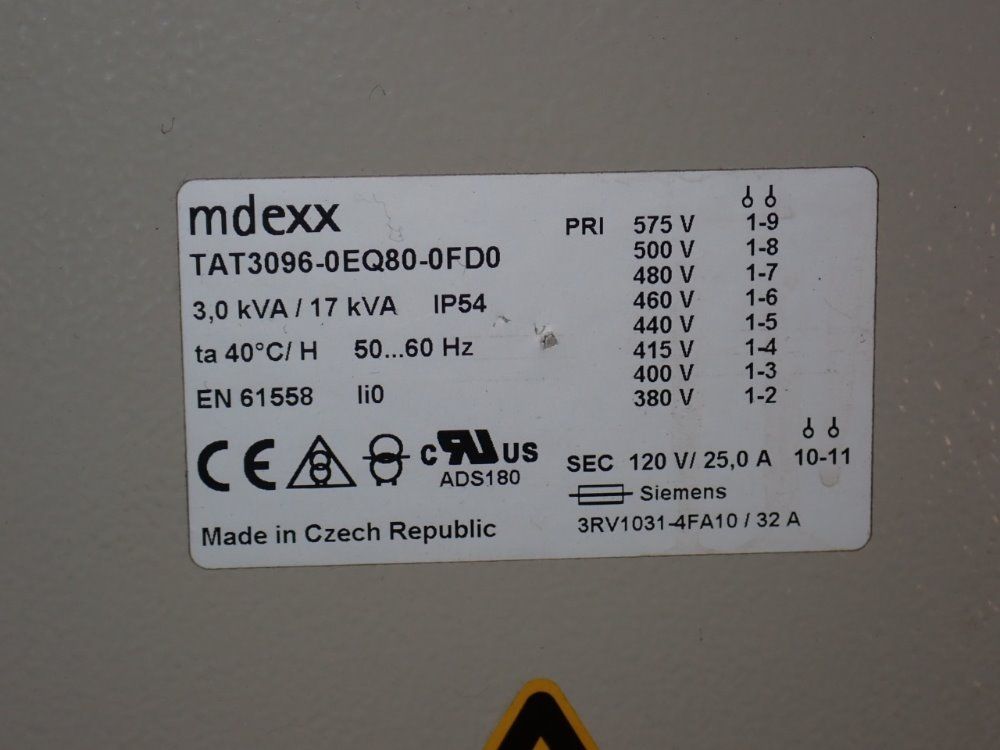 mdexx
TAT3096-0EQ80-0FD0
3,0 kVA / 17 kVA IP54
ta 40°C/ H 50...60 Hz
EN 61558 Ii0
CE c RU US
ADS180
Made in Czech Republic
PRI 575 V 1-9
500 V 1-8
480 V 1-7
460 V 1-6
440 V 1-5
415 V 1-4
400 V 1-3
380 V 1-2
SEC 120 V/ 25,0 A 10-11
Siemens
3RV1031-4FA10 / 32 A